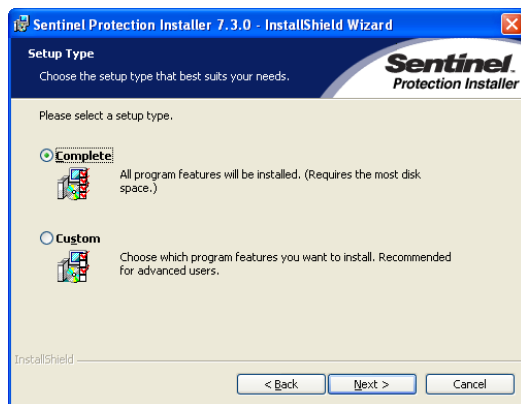 Sentinel Protection Installer 7.3.0 - InstallShield Wizard
Setup Type
Choose the setup type that best suits your needs.
Sentinel.
Protection Installer
Please select a setup type.
Complete
All program features will be installed. (Requires the most disk
space.)
Custom
Choose which program features you want to install. Recommended
for advanced users.
InstallShield
< Back
Next >
Cancel